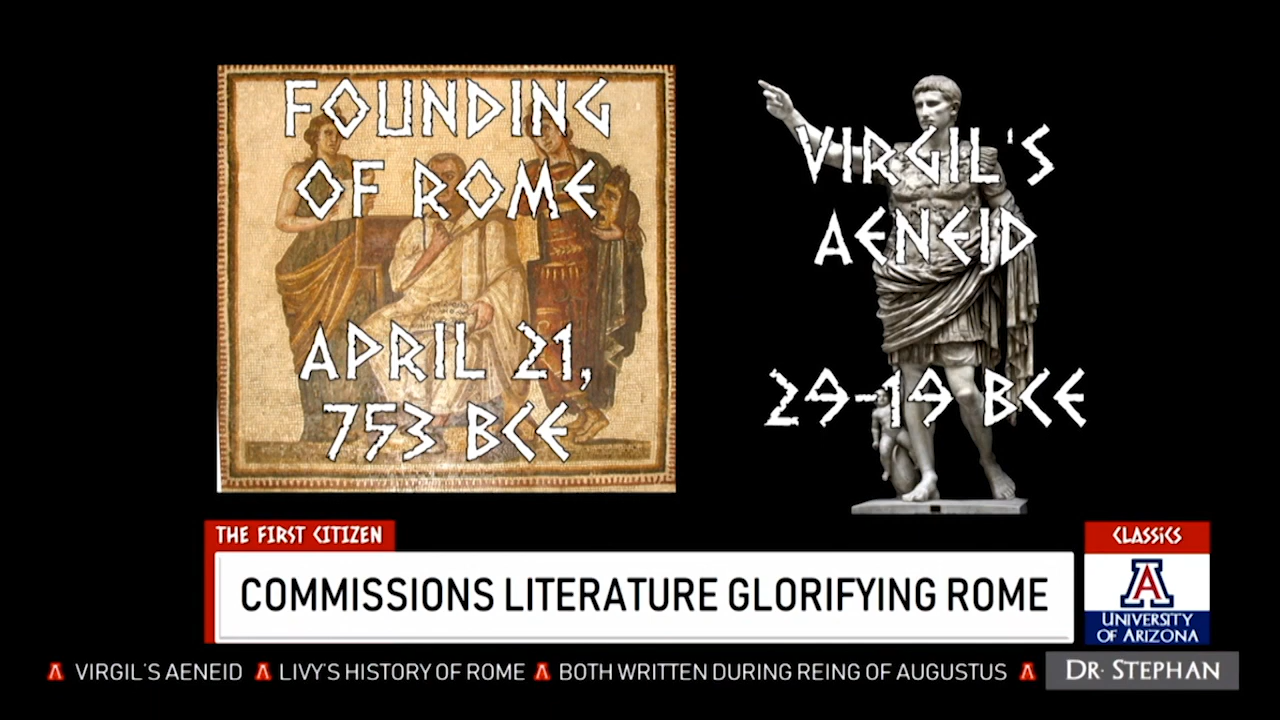 FOUNDING
OF ROME
APRIL 21,
753 BCE
VIRGIL'S
AENEID
29-19 BCE
THE FIRST CITIZEN
COMMISSIONS LITERATURE GLORIFYING ROME
CLASSICS
A
UNIVERSITY
OF ARIZONA
VIRGIL'S AENEID LIVY'S HISTORY OF ROME BOTH WRITTEN DURING REING OF AUGUSTUS
DR. STEPHAN